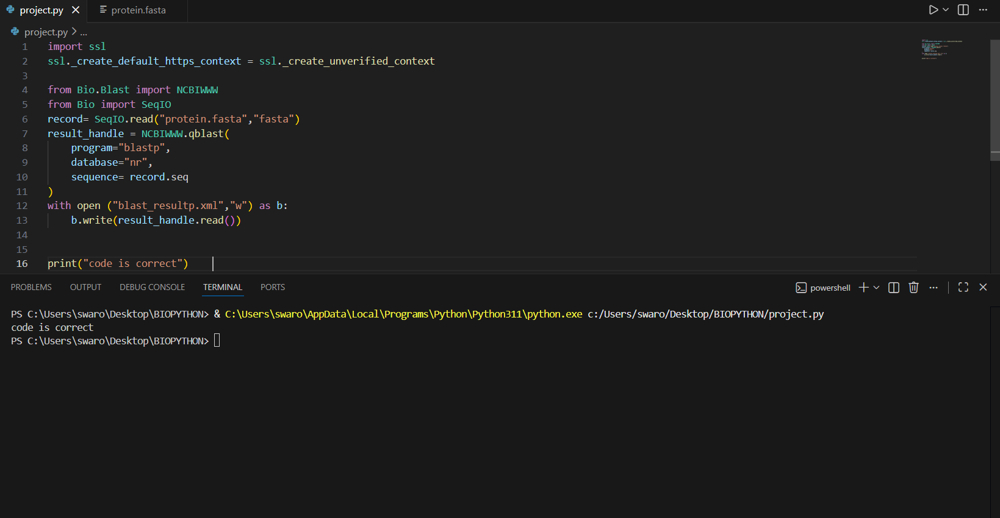 project.py protein.fasta
project.py > ...
1 import ssl
2 ssl._create_default_https_context = ssl._create_unverified_context
3
4 from Bio.Blast import NCBIWWW
5 from Bio import SeqIO
6 record= SeqIO.read("protein.fasta","fasta")
7 result_handle = NCBIWWW.qblast(
8     program="blastp",
9     database="nr",
10     sequence= record.seq
11 )
12 with open ("blast_resultp.xml","w") as b:
13     b.write(result_handle.read())
14
15
16 print("code is correct")
PROBLEMS OUTPUT DEBUG CONSOLE TERMINAL PORTS powershell
PS C:\Users\swaro\Desktop\BIOPYTHON> & C:\Users\swaro\AppData\Local\Programs\Python\Python311\python.exe c:/Users/swaro/Desktop/BIOPYTHON/project.py
code is correct
PS C:\Users\swaro\Desktop\BIOPYTHON>